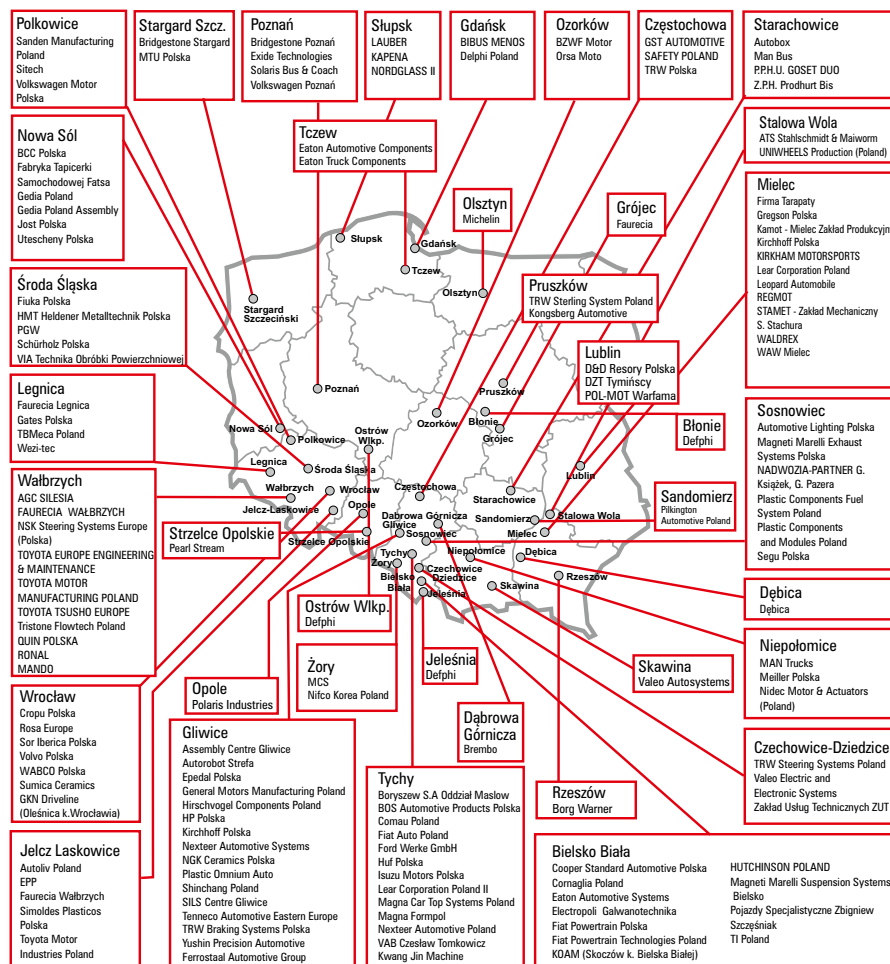 Polkowice
Sanden Manufacturing
Poland
Sitech
Volkswagen Motor
Polska
Stargard Szcz.
Bridgestone Stargard
MTU Polska
Poznań
Bridgestone Poznań
Exide Technologies
Solaris Bus & Coach
Volkswagen Poznań
Słupsk
LAUBER
KAPENA
NORDGLASS II
Gdańsk
BIBUS MENOS
Delphi Poland
Ozorków
BZWF Motor
Orsa Moto
Częstochowa
GST AUTOMOTIVE
SAFETY POLAND
TRW Polska
Starachowice
Autobox
Man Bus
P.P.H.U. GOSET DUO
Z.P.H. Prodhurt Bis
Nowa Sól
BCC Polska
Fabryka Tapicerki
Samochodowej Fatsa
Gedia Poland
Gedia Poland Assembly
Jost Polska
Utescheny Polska
Tczew
Eaton Automotive Components
Eaton Truck Components
Olsztyn
Michelin
Grójec
Faurecia
Stalowa Wola
ATS Stahlschmidt & Maiworm
UNIWHEELS Production (Poland)
Mielec
Firma Tarapaty
Gregson Polska
Kamot - Mielec Zakład Produkcyjn
Kirchhoff Polska
KIRKHAM MOTORSPORTS
Lear Corporation Poland
Leopard Automobile
REGMOT
STAMET - Zakład Mechaniczny
S. Stachura
WALDREX
WAW Mielec
Środa Śląska
Fiuka Polska
HMT Heldener Metalltechnik Polska
PGW
Schürholz Polska
VIA Technika Obróbki Powierzchniowej
Pruszków
TRW Sterling System Poland
Kongsberg Automotive
Lublin
D&D Resory Polska
DZT Tymińscy
POL-MOT Warfama
Legnica
Faurecia Legnica
Gates Polska
TBMeca Poland
Wezi-tec
Błonie
Defphi
Sosnowiec
Automotive Lighting Polska
Magneti Marelli Exhaust
Systems Polska
NADWOZIA-PARTNER G.
Książek, G. Pazera
Plastic Components Fuel
System Poland
Plastic Components
and Modules Poland
Segu Polska
Wałbrzych
AGC SILESIA
FAURECIA WAŁBRZYCH
NSK Steering Systems Europe
(Polska)
TOYOTA EUROPE ENGINEERING
& MAINTENANCE
TOYOTA MOTOR
MANUFACTURING POLAND
TOYOTA TSUSHO EUROPE
Tristone Flowtech Poland
QUIN POLSKA
RONAL
MANDO
Sandomierz
Pilkington
Automotive Poland
Strzelce Opolskie
Pearl Stream
Słupsk
Gdańsk
Tczew
Olsztyn
Stargard
Szczeciński
Poznań
Pruszków
Ozorków
Błonie
Grójec
Nowa Sól
Polkowice
Ostrów
Wlkp.
Legnica
Środa Śląska
Lublin
Wałbrzych
Wrocław
Częstochowa
Starachowice
Jelcz-Laskowice
Opole
Dąbrowa Górnicza
Gliwice
Sandomierz
Stalowa Wola
Strzelce Opolskie
Sosnowiec
Mielec
Tychy
Niepołomice
Dębica
Żory
Czechowice
Dziedzice
Bielsko
Biała
Jeleśnia
Skawina
Rzeszów
Dębica
Dębica
Ostrów Wlkp.
Defphi
Żory
MCS
Nifco Korea Poland
Jeleśnia
Defphi
Skawina
Valeo Autosystems
Niepołomice
MAN Trucks
Meiller Polska
Nidec Motor & Actuators
(Poland)
Opole
Polaris Industries
Wrocław
Cropu Polska
Rosa Europe
Sor Iberica Polska
Volvo Polska
WABCO Polska
Sumica Ceramics
GKN Driveline
(Oleśnica k.Wrocławia)
Dąbrowa
Górnicza
Brembo
Czechowice-Dziedzice
TRW Steering Systems Poland
Valeo Electric and
Electronic Systems
Zakład Usług Technicznych ZUT
Gliwice
Assembly Centre Gliwice
Autorobot Strefa
Epedal Polska
General Motors Manufacturing Poland
Hirschvogel Components Poland
HP Polska
Kirchhoff Polska
Nexteer Automotive Systems
NGK Ceramics Polska
Plastic Omnium Auto
Shinchang Poland
SILS Centre Gliwice
Tenneco Automotive Eastern Europe
TRW Braking Systems Polska
Yushin Precision Automotive
Ferrostaal Automotive Group
Tychy
Boryszew S.A Oddział Maslow
BOS Automotive Products Polska
Comau Poland
Fiat Auto Poland
Ford Werke GmbH
Huf Polska
Isuzu Motors Polska
Lear Corporation Poland II
Magna Car Top Systems Poland
Magna Formpol
Nexteer Automotive Poland
VAB Czesław Tomkowicz
Kwang Jin Machine
Rzeszów
Borg Warner
Jelcz Laskowice
Autoliv Poland
EPP
Faurecia Wałbrzych
Simoldes Plasticos
Polska
Toyota Motor
Industries Poland
Bielsko Biała
Cooper Standard Automotive Polska
Cornaglia Poland
Eaton Automotive Systems
Electropoli Galwanotechnika
Fiat Powertrain Polska
Fiat Powertrain Technologies Poland
KOAM (Skoczów k. Bielska Białej)
HUTCHINSON POLAND
Magneti Marelli Suspension Systems
Bielsko
Pojazdy Specjalistyczne Zbigniew
Szczęśniak
TI Poland